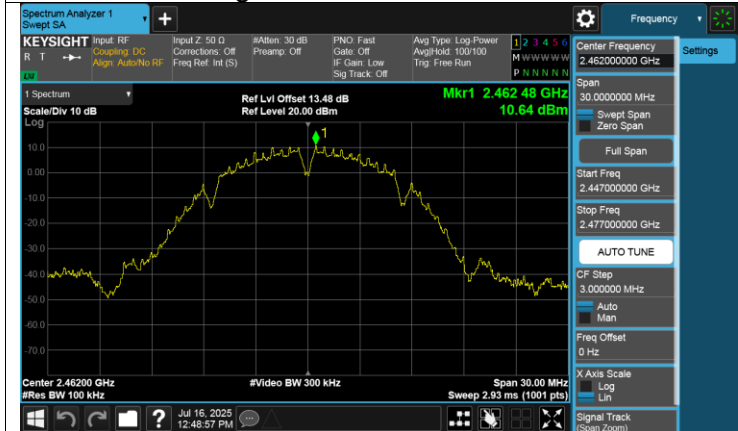 Spectrum Analyzer 1
Swept SA
Frequency
KEYSIGHT
R T
Input: RF
Coupling: DC
Align: Auto/No RF
Input Z: 50 Ω
Corrections: Off
Freq Ref: Int (S)
#Atten: 30 dB
Preamp: Off
PNO: Fast
Gate: Off
IF Gain: Low
Sig Track: Off
Avg Type: Log-Power
Avg|Hold: 100/100
Trig: Free Run
1 2 3 4 5 6
M W W W W W
P N N N N N
1 Spectrum
Scale/Div 10 dB
Ref Lvl Offset 13.48 dB
Ref Level 20.00 dBm
Mkr1 2.462 48 GHz
10.64 dBm
Log
1
10.0
0.00
-10.0
-20.0
-30.0
-40.0
-50.0
-60.0
-70.0
Center 2.46200 GHz
#Res BW 100 kHz
#Video BW 300 kHz
Span 30.00 MHz
Sweep 2.93 ms (1001 pts)
Jul 16, 2025
12:48:57 PM
Center Frequency
2.462000000 GHz
Settings
Span
30.0000000 MHz
Swept Span
Zero Span
Full Span
Start Freq
2.447000000 GHz
Stop Freq
2.477000000 GHz
AUTO TUNE
CF Step
3.000000 MHz
Auto
Man
Freq Offset
0 Hz
X Axis Scale
Log
Lin
Signal Track
(Span Zoom)